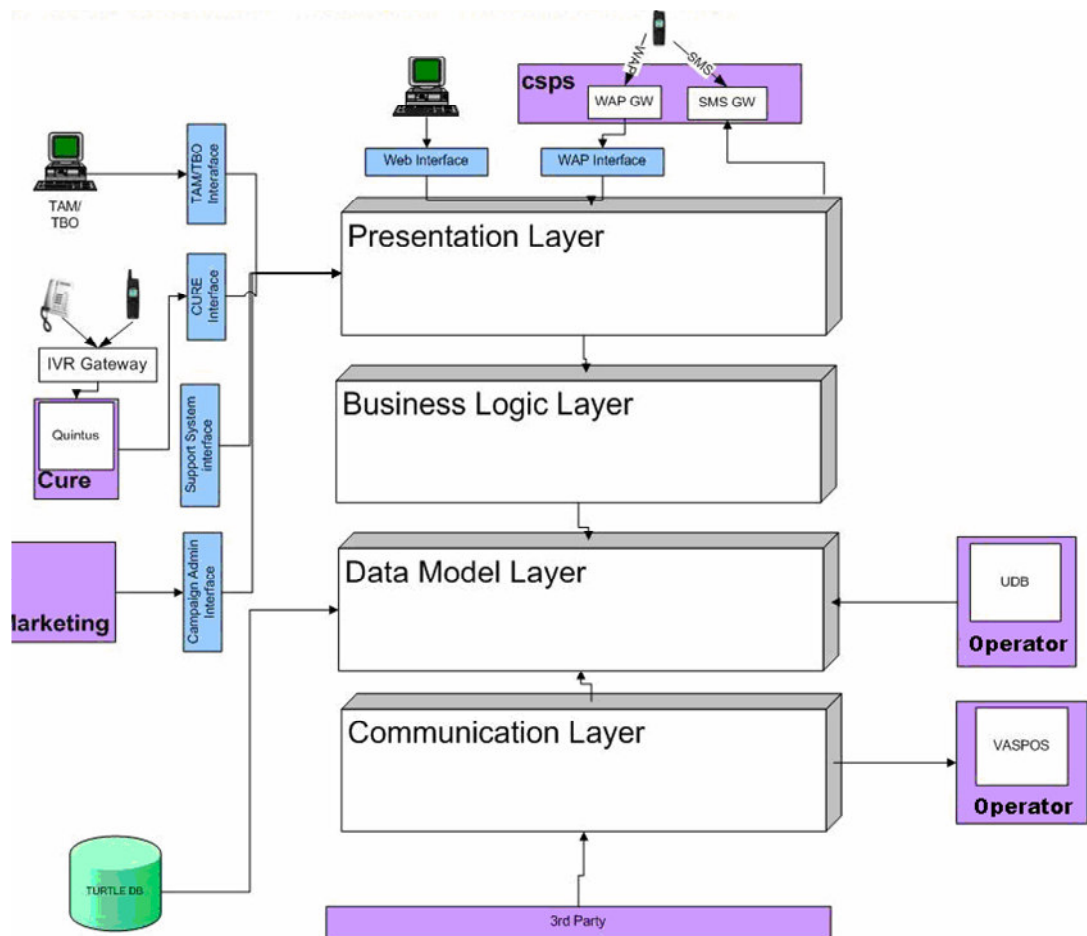 WAP
SMS
csps
WAP GW
SMS GW
Web Interface
WAP Interface
TAM/TBO
Interaface
TAM/
TBO
Presentation Layer
CURE
Interface
IVR Gateway
Quintus
Cure
Support System
interface
Business Logic Layer
Campaign Admin
Interface
Marketing
Data Model Layer
UDB
Operator
Communication Layer
VASPOS
Operator
TURTLE DB
3rd Party